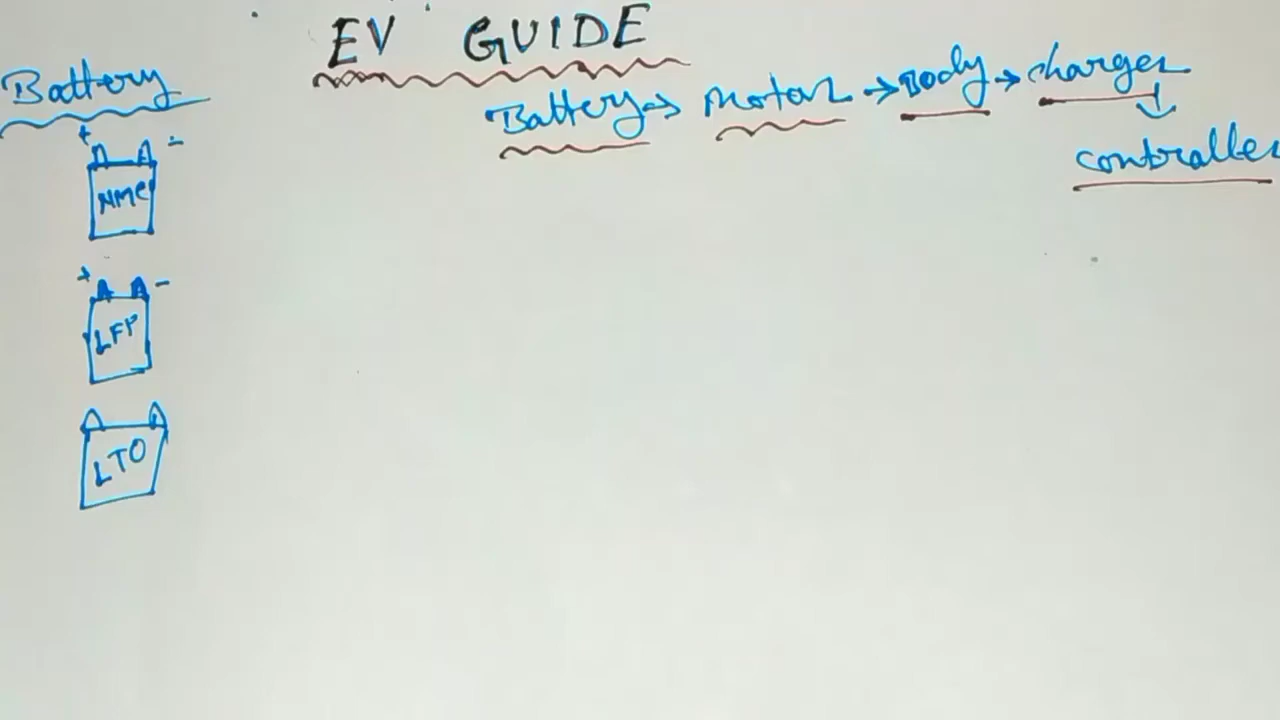 EV GUIDE
Battery → Motor → Body → charger
↓
controller
Battery
+ -
NMC
+ -
LFP
LTO